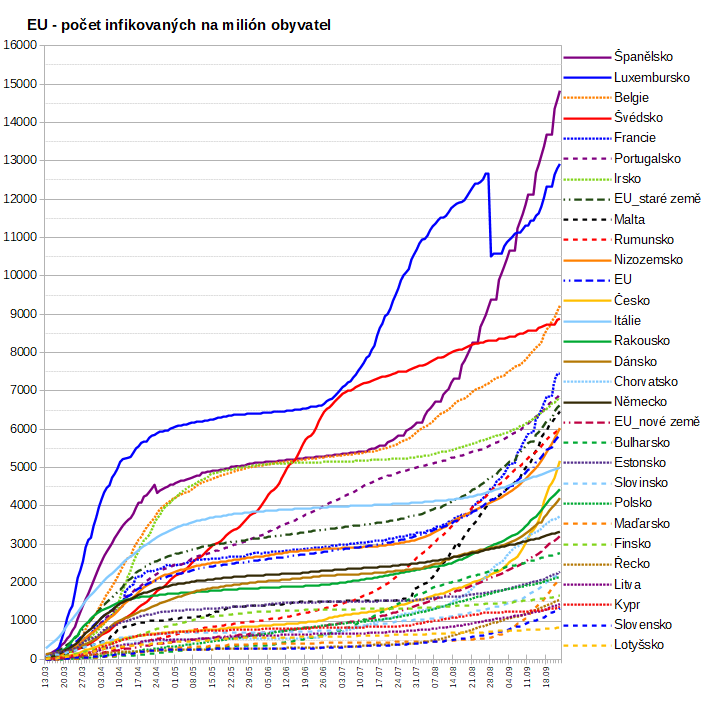 EU - počet infikovaných na milión obyvatel
16000
15000
14000
13000
12000
11000
10000
9000
8000
7000
6000
5000
4000
3000
2000
1000
0
13.03
20.03
27.03
03.04
10.04
17.04
24.04
01.05
08.05
15.05
22.05
29.05
05.06
12.06
19.06
26.06
03.07
10.07
17.07
24.07
31.07
07.08
14.08
21.08
28.08
04.09
11.09
18.09
Španělsko
Luxembursko
Belgie
Švédsko
Francie
Portugalsko
Irsko
EU_staré země
Malta
Rumunsko
Nizozemsko
EU
Česko
Itálie
Rakousko
Dánsko
Chorvatsko
Německo
EU_nové země
Bulharsko
Estonsko
Slovinsko
Polsko
Maďarsko
Finsko
Řecko
Litva
Kypr
Slovensko
Lotyšsko